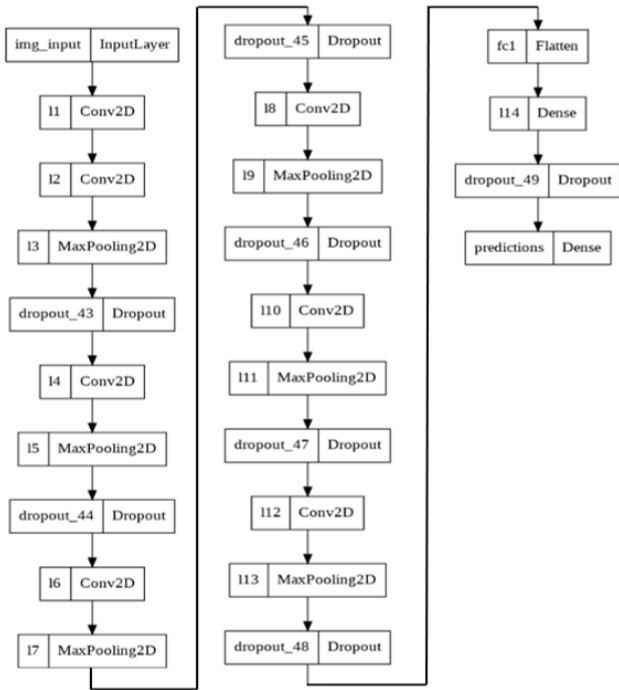 img_input InputLayer
l1 Conv2D
l2 Conv2D
l3 MaxPooling2D
dropout_43 Dropout
l4 Conv2D
l5 MaxPooling2D
dropout_44 Dropout
l6 Conv2D
l7 MaxPooling2D
dropout_45 Dropout
l8 Conv2D
l9 MaxPooling2D
dropout_46 Dropout
l10 Conv2D
l11 MaxPooling2D
dropout_47 Dropout
l12 Conv2D
l13 MaxPooling2D
dropout_48 Dropout
fc1 Flatten
l14 Dense
dropout_49 Dropout
predictions Dense